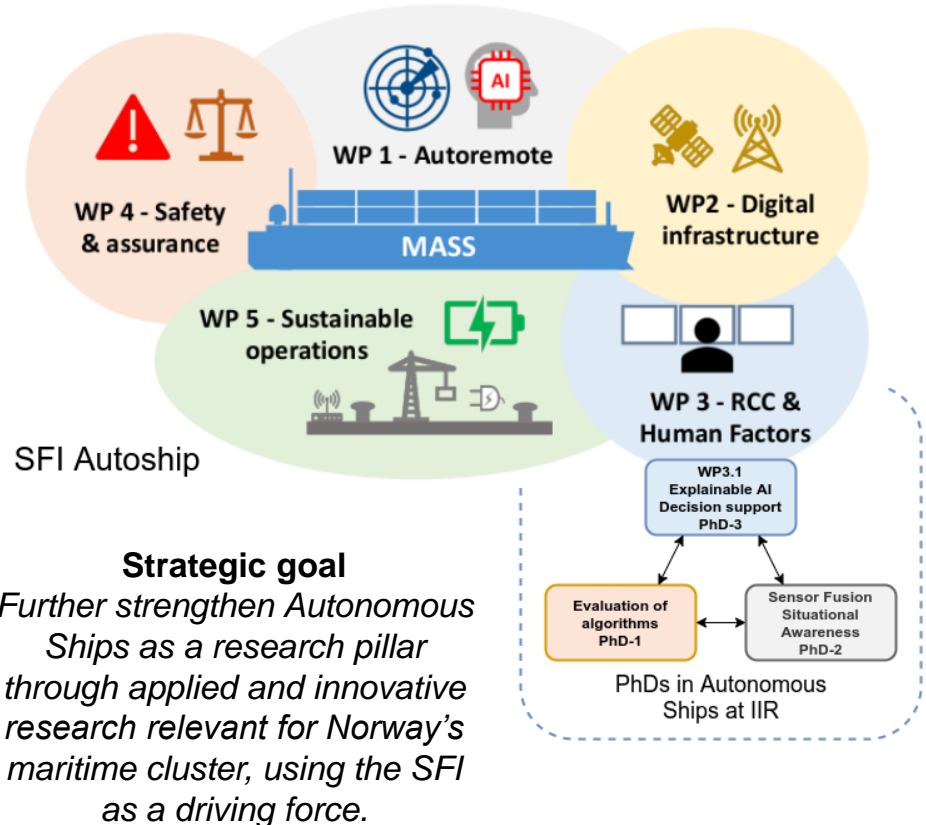 AI
WP 1 - Autoremote
WP 4 - Safety
& assurance
WP2 - Digital
infrastructure
MASS
WP 5 - Sustainable
operations
WP 3 - RCC &
Human Factors
SFI Autoship
WP3.1
Explainable AI
Decision support
PhD-3
Evaluation of
algorithms
PhD-1
Sensor Fusion
Situational
Awareness
PhD-2
PhDs in Autonomous
Ships at IIR
Strategic goal
Further strengthen Autonomous
Ships as a research pillar
through applied and innovative
research relevant for Norway's
maritime cluster, using the SFI
as a driving force.